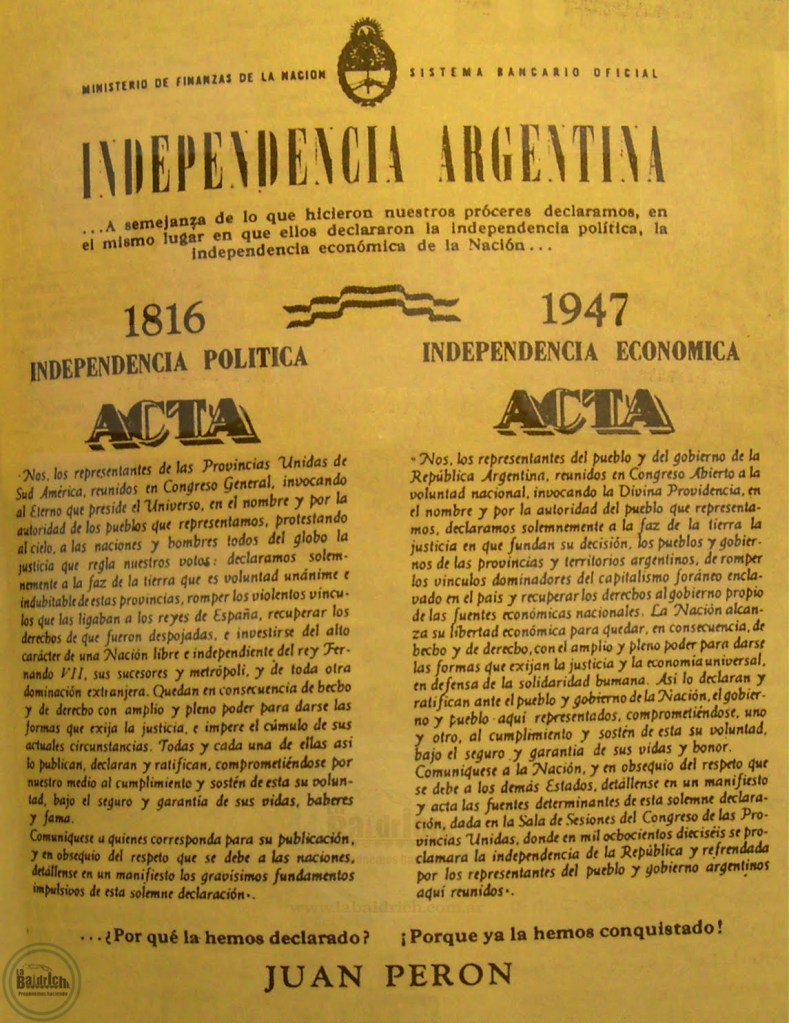 MINISTERIO DE FINANZAS DE LA NACION
SISTEMA BANCARIO OFICIAL
INDEPENDENCIA ARGENTINA
...A semejanza de lo que hicieron nuestros próceres declaramos, en
el mismo lugar en que ellos declararon la independencia política, la
independencia económica de la Nación...
1816
INDEPENDENCIA POLITICA
ACTA
"Nos, los representantes de las Provincias Unidas de
Sud América, reunidos en Congreso General, invocando
al Eterno que preside el Universo, en el nombre y por la
autoridad de los pueblos que representamos, protestando
al cielo, a las naciones y hombres todos del globo la
justicia que regla nuestros votos: declaramos solem-
nemente a la faz de la tierra que es voluntad unánime e
indubitable de estas provincias, romper los violentos víncu-
los que las ligaban a los reyes de España, recuperar los
derechos de que fueron despojadas, e investirse del alto
carácter de una Nación libre e independiente del rey Fer-
nando VII, sus sucesores y metrópoli, y de toda otra
dominación extranjera. Quedan en consecuencia de hecho
y de derecho con amplio y pleno poder para darse las
formas que exija la justicia, e impere el cúmulo de sus
actuales circunstancias. Todas y cada una de ellas así
lo publican, declaran y ratifican, comprometiéndose por
nuestro medio al cumplimiento y sostén de esta su volun-
tad, bajo el seguro y garantía de sus vidas, haberes
y fama.
Comuníquese a quienes corresponda para su publicación,
y en obsequio del respeto que se debe a las naciones,
detállense en un manifiesto los gravísimos fundamentos
impulsivos de esta solemne declaración".
1947
INDEPENDENCIA ECONOMICA
ACTA
"Nos, los representantes del pueblo y del gobierno de la
República Argentina, reunidos en Congreso Abierto a la
voluntad nacional, invocando la Divina Providencia, en
el nombre y por la autoridad del pueblo que representa-
mos, declaramos solemnemente a la faz de la tierra la
justicia en que fundan su decisión, los pueblos y gobier-
nos de las provincias y territorios argentinos, de romper
los vínculos dominadores del capitalismo foráneo encla-
vado en el país y recuperar los derechos al gobierno propio
de las fuentes económicas nacionales. La Nación alcan-
za su libertad económica para quedar, en consecuencia, de
hecho y de derecho, con el amplio y pleno poder para darse
las formas que exijan la justicia y la economía universal,
en defensa de la solidaridad humana. Así lo declaran y
ratifican ante el pueblo y gobierno de la Nación, el gobier-
no y pueblo aquí representados, comprometiéndose, uno
y otro, al cumplimiento y sostén de esta su voluntad,
bajo el seguro y garantía de sus vidas y honor.
Comuníquese a la Nación, y en obsequio del respeto que
se debe a los demás Estados, detállense en un manifiesto
y acta las fuentes determinantes de esta solemne declara-
ción, dada en la Sala de Sesiones del Congreso de las Pro-
vincias Unidas, donde en mil ochocientos dieciséis se pro-
clamara la independencia de la República y refrendada
por los representantes del pueblo y gobierno argentinos
aquí reunidos".
...¿Por qué la hemos declarado?
¡Porque ya la hemos conquistado!
JUAN PERON
www.labaldrich.com.ar
La Baldrich